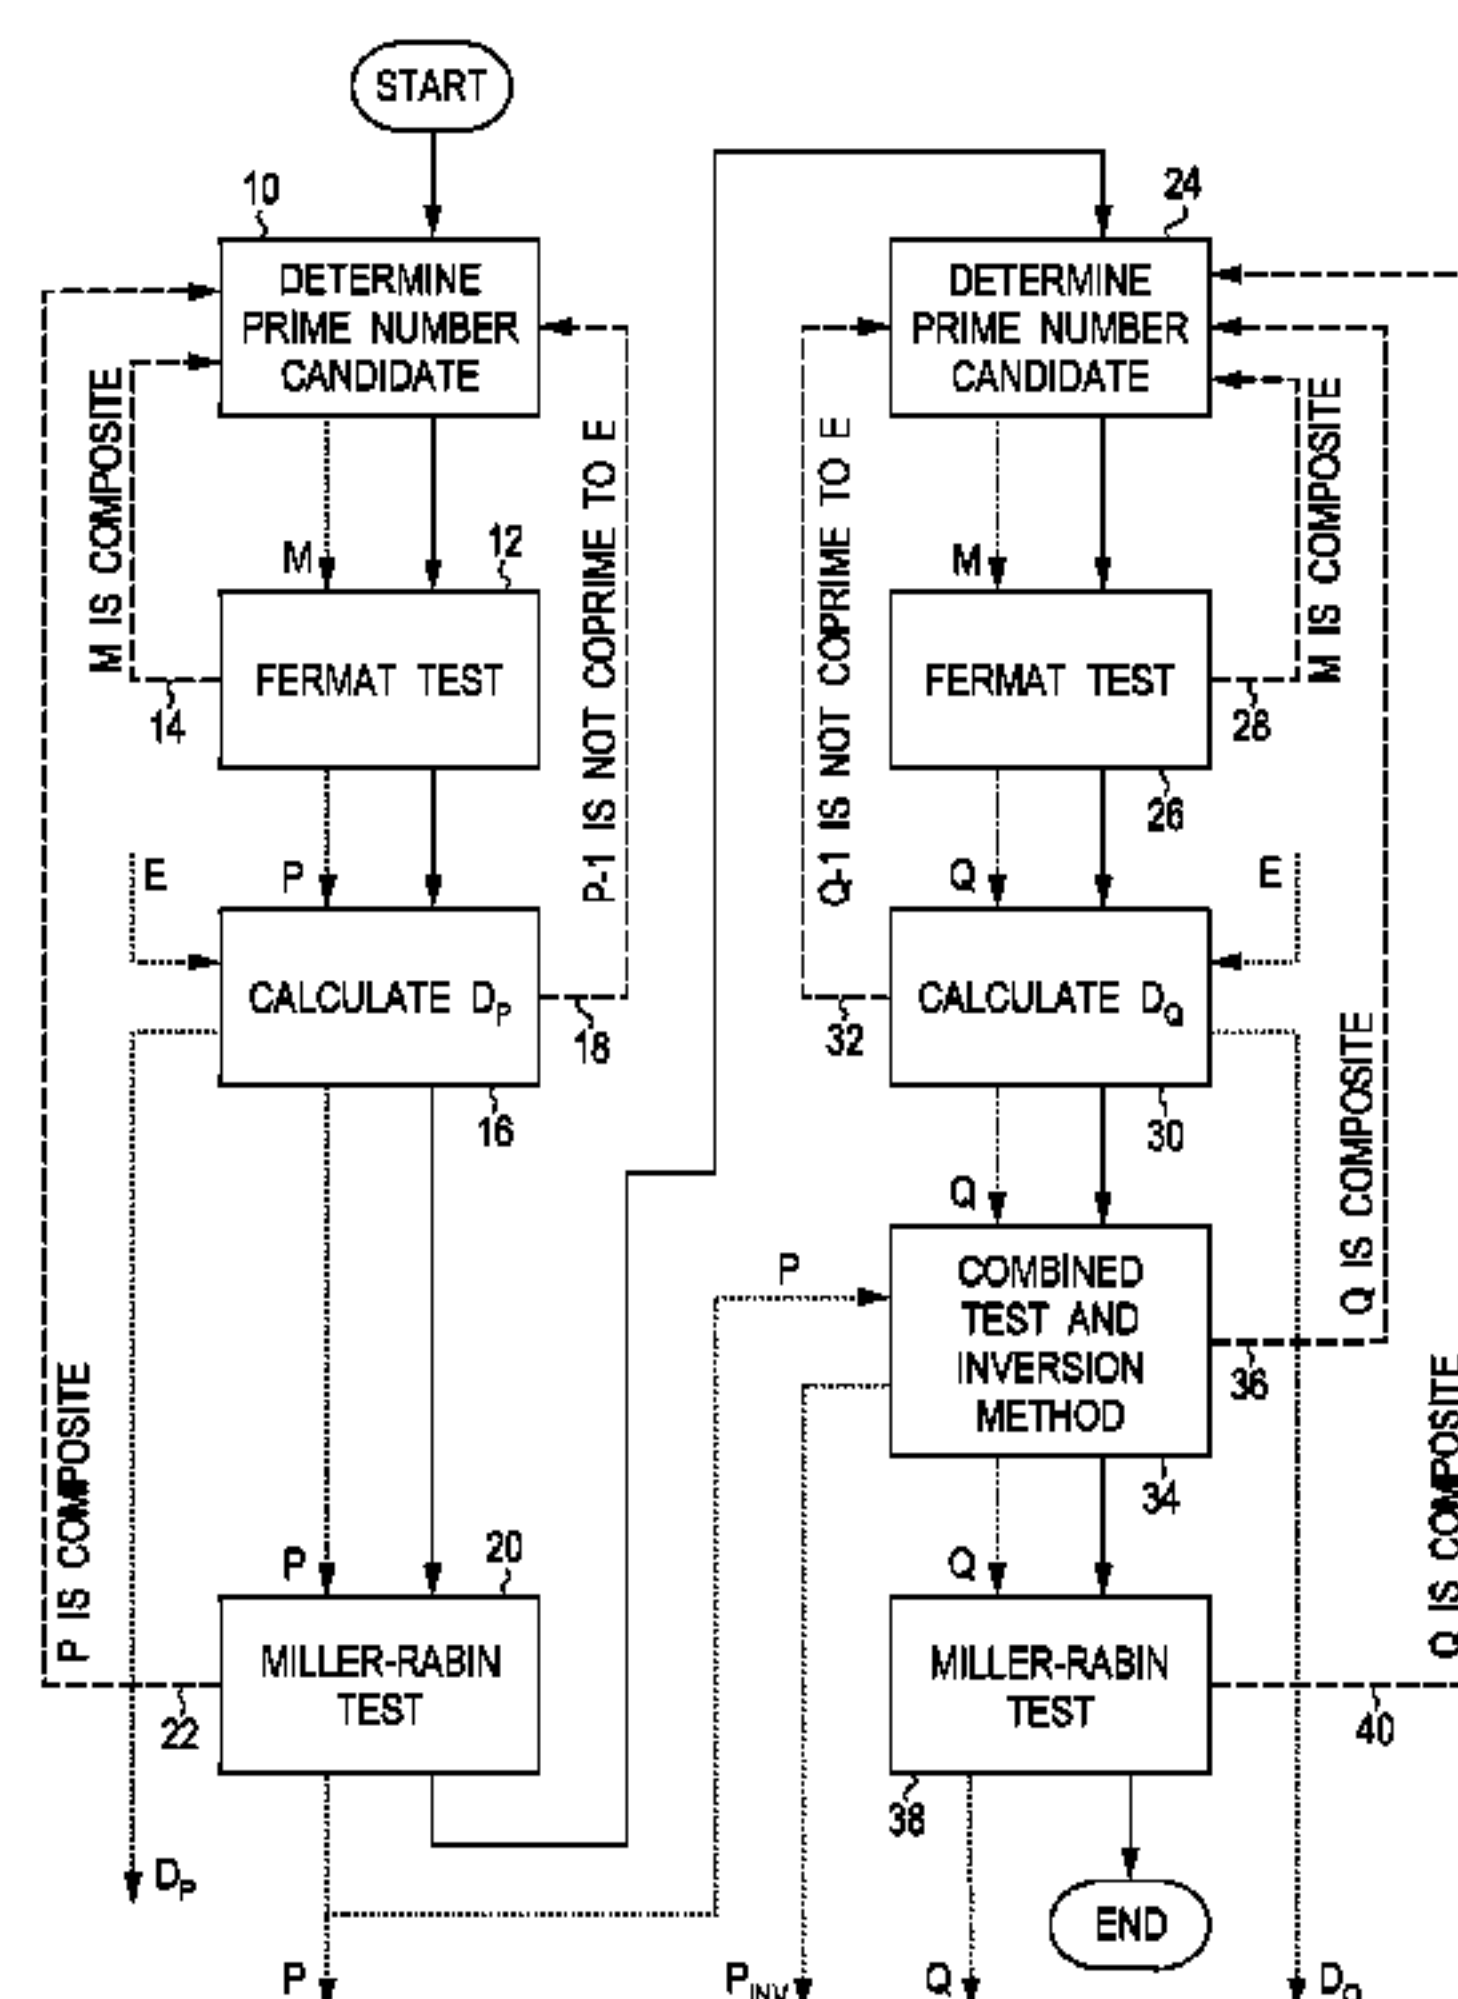 START
10
DETERMINE
PRIME NUMBER
CANDIDATE
M IS COMPOSITE
P-1 IS NOT COPRIME TO E
M
12
FERMAT TEST
14
E
P
CALCULATE DP
18
16
P IS COMPOSITE
P
20
MILLER-RABIN
TEST
22
DP
P
24
DETERMINE
PRIME NUMBER
CANDIDATE
Q-1 IS NOT COPRIME TO E
M IS COMPOSITE
M
FERMAT TEST
28
26
Q
E
CALCULATE DQ
32
30
Q IS COMPOSITE
Q
P
COMBINED
TEST AND
INVERSION
METHOD
36
34
Q IS COMPOSITE
Q
MILLER-RABIN
TEST
40
38
END
PINV
Q
DQ